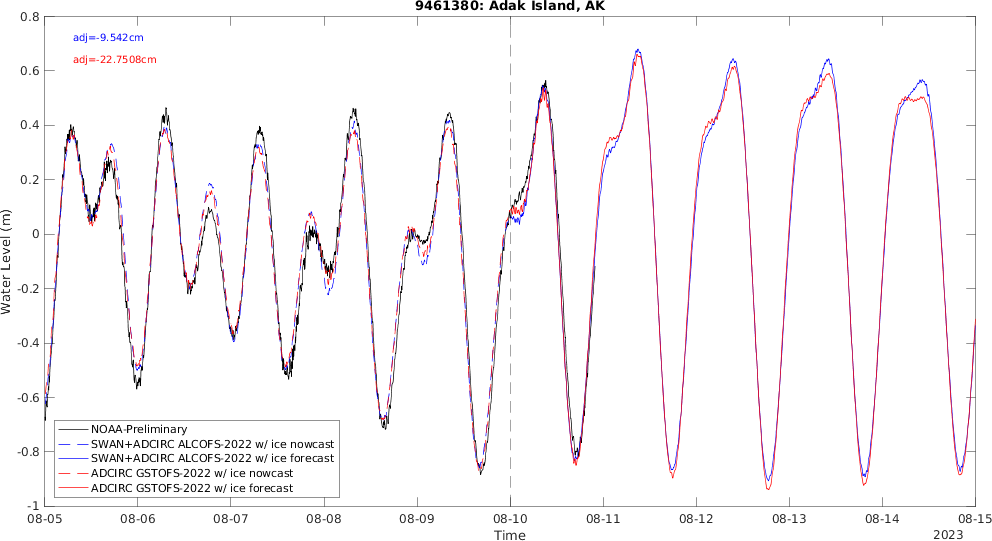 9461380: Adak Island, AK
adj=-9.542cm
adj=-22.7508cm
Water Level (m)
0.8
0.6
0.4
0.2
0
-0.2
-0.4
-0.6
-0.8
-1
NOAA-Preliminary
SWAN+ADCIRC ALCOFS-2022 w/ ice nowcast
SWAN+ADCIRC ALCOFS-2022 w/ ice forecast
ADCIRC GSTOFS-2022 w/ ice nowcast
ADCIRC GSTOFS-2022 w/ ice forecast
08-05 08-06 08-07 08-08 08-09 08-10 08-11 08-12 08-13 08-14 08-15
Time
2023